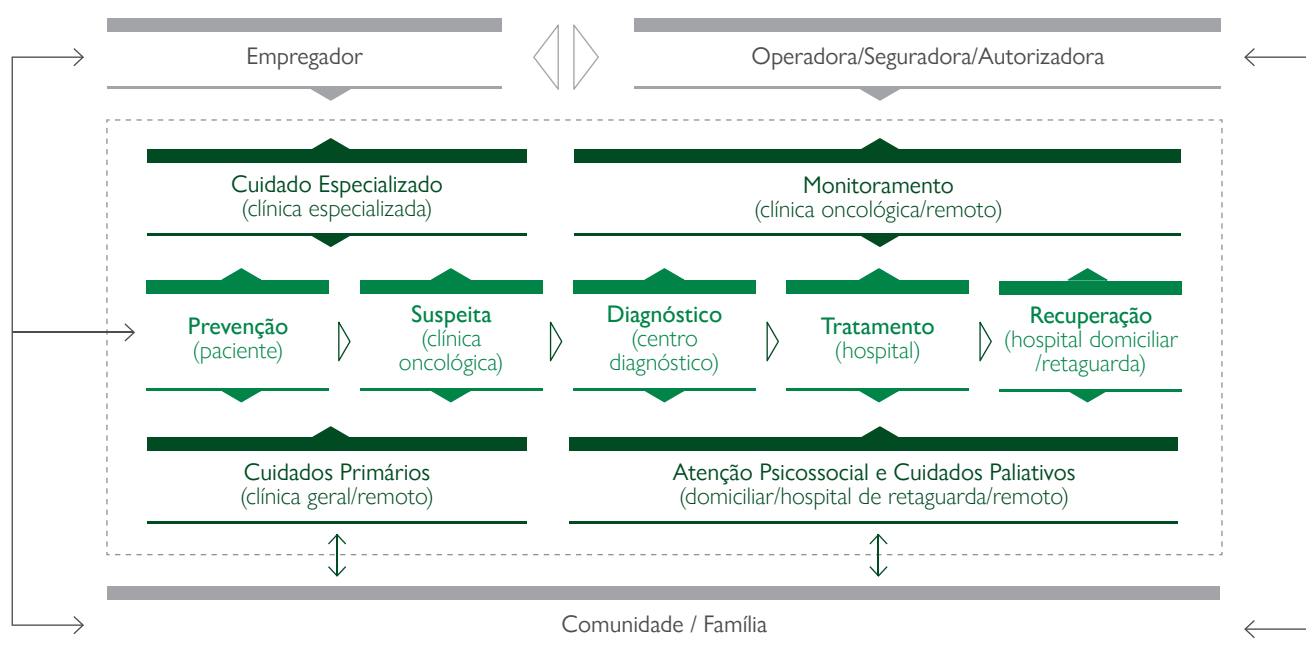 Empregador
Operadora/Seguradora/Autorizadora
Cuidado Especializado
(clínica especializada)
Monitoramento
(clínica oncológica/remoto)
Prevenção
(paciente)
Suspeita
(clínica
oncológica)
Diagnóstico
(centro
diagnóstico)
Tratamento
(hospital)
Recuperação
(hospital domiciliar
/retaguarda)
Cuidados Primários
(clínica geral/remoto)
Atenção Psicossocial e Cuidados Paliativos
(domiciliar/hospital de retaguarda/remoto)
Comunidade / Família